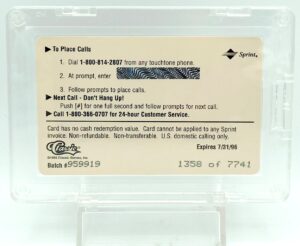 ▶ To Place Calls
1. Dial 1-800-814-2807 from any touchtone phone.
Sprint.
2. At prompt, enter
3. Follow prompts to place calls.
▶ Next Call - Don't Hang Up!
Push [#] for one full second and follow prompts for next call.
▶ Call 1-800-366-0707 for 24-hour Customer Service.
Card has no cash redemption value. Card cannot be applied to any Sprint
invoice. Non-refundable. Non-transferable. U.S. domestic calling only.
Classic
Expires 7/31/96
Batch #959919
1358 of 7741